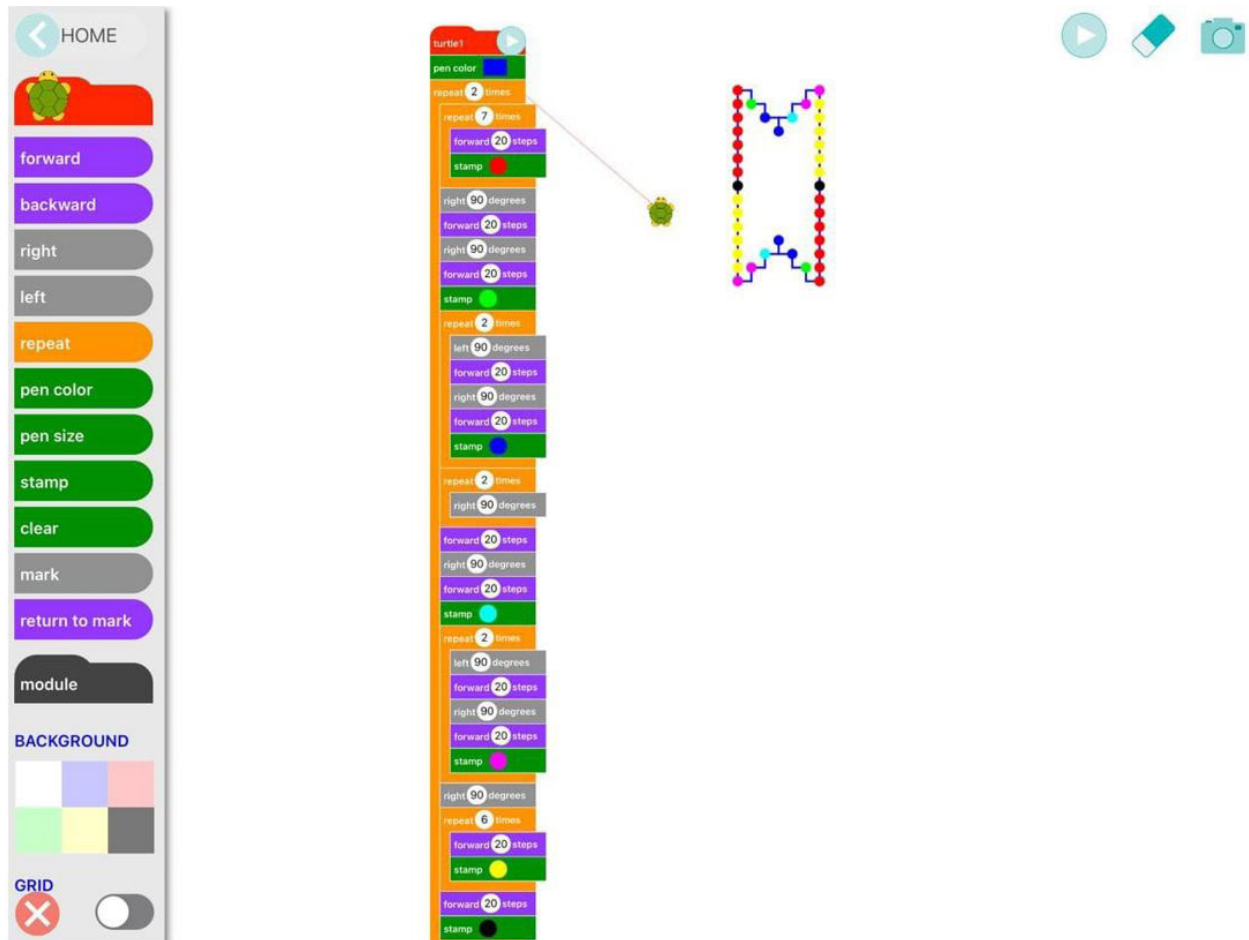 HOME
forward
backward
right
left
repeat
pen color
pen size
stamp
clear
mark
return to mark
module
BACKGROUND
GRID
turtle1
pen color
repeat 2 times
repeat 7 times
forward 20 steps
stamp
right 90 degrees
forward 20 steps
right 90 degrees
forward 20 steps
stamp
repeat 2 times
left 90 degrees
forward 20 steps
right 90 degrees
forward 20 steps
stamp
repeat 2 times
right 90 degrees
forward 20 steps
right 90 degrees
forward 20 steps
stamp
repeat 2 times
left 90 degrees
forward 20 steps
right 90 degrees
forward 20 steps
stamp
right 90 degrees
repeat 6 times
forward 20 steps
stamp
forward 20 steps
stamp